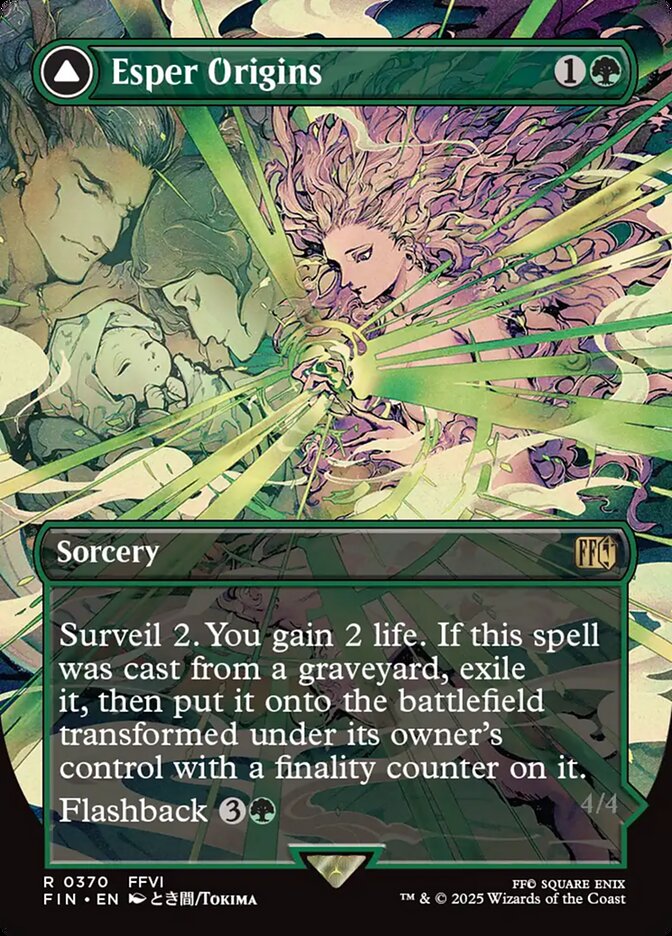 Esper Origins 1
Sorcery FFC
Surveil 2. You gain 2 life. If this spell
was cast from a graveyard, exile
it, then put it onto the battlefield
transformed under its owner's
control with a finality counter on it.
Flashback 3
4/4
R 0370 FFVI
FIN • EN とき間/TOKIMA
FF© SQUARE ENIX
™ & © 2025 Wizards of the Coast